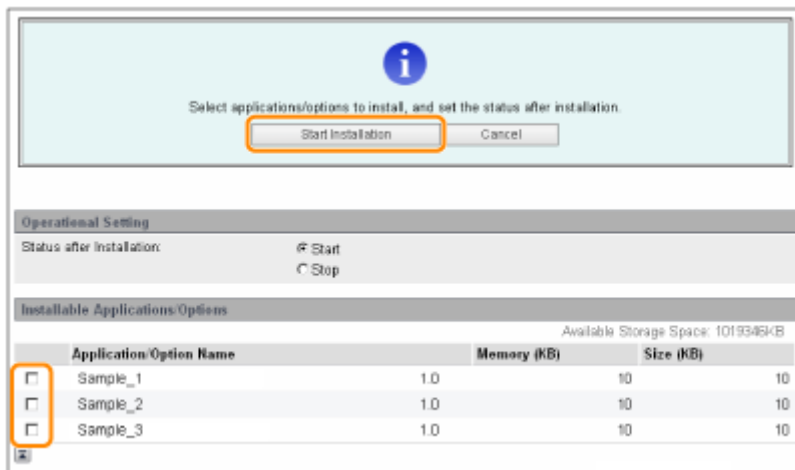 Select applications/options to install, and set the status after installation.
Start Installation Cancel
Operational Setting
Status after Installation: Start
Stop
Installable Applications/Options
Available Storage Space: 1019346KB
Application/Option Name Memory (KB) Size (KB)
Sample_1 1.0 10 10
Sample_2 1.0 10 10
Sample_3 1.0 10 10